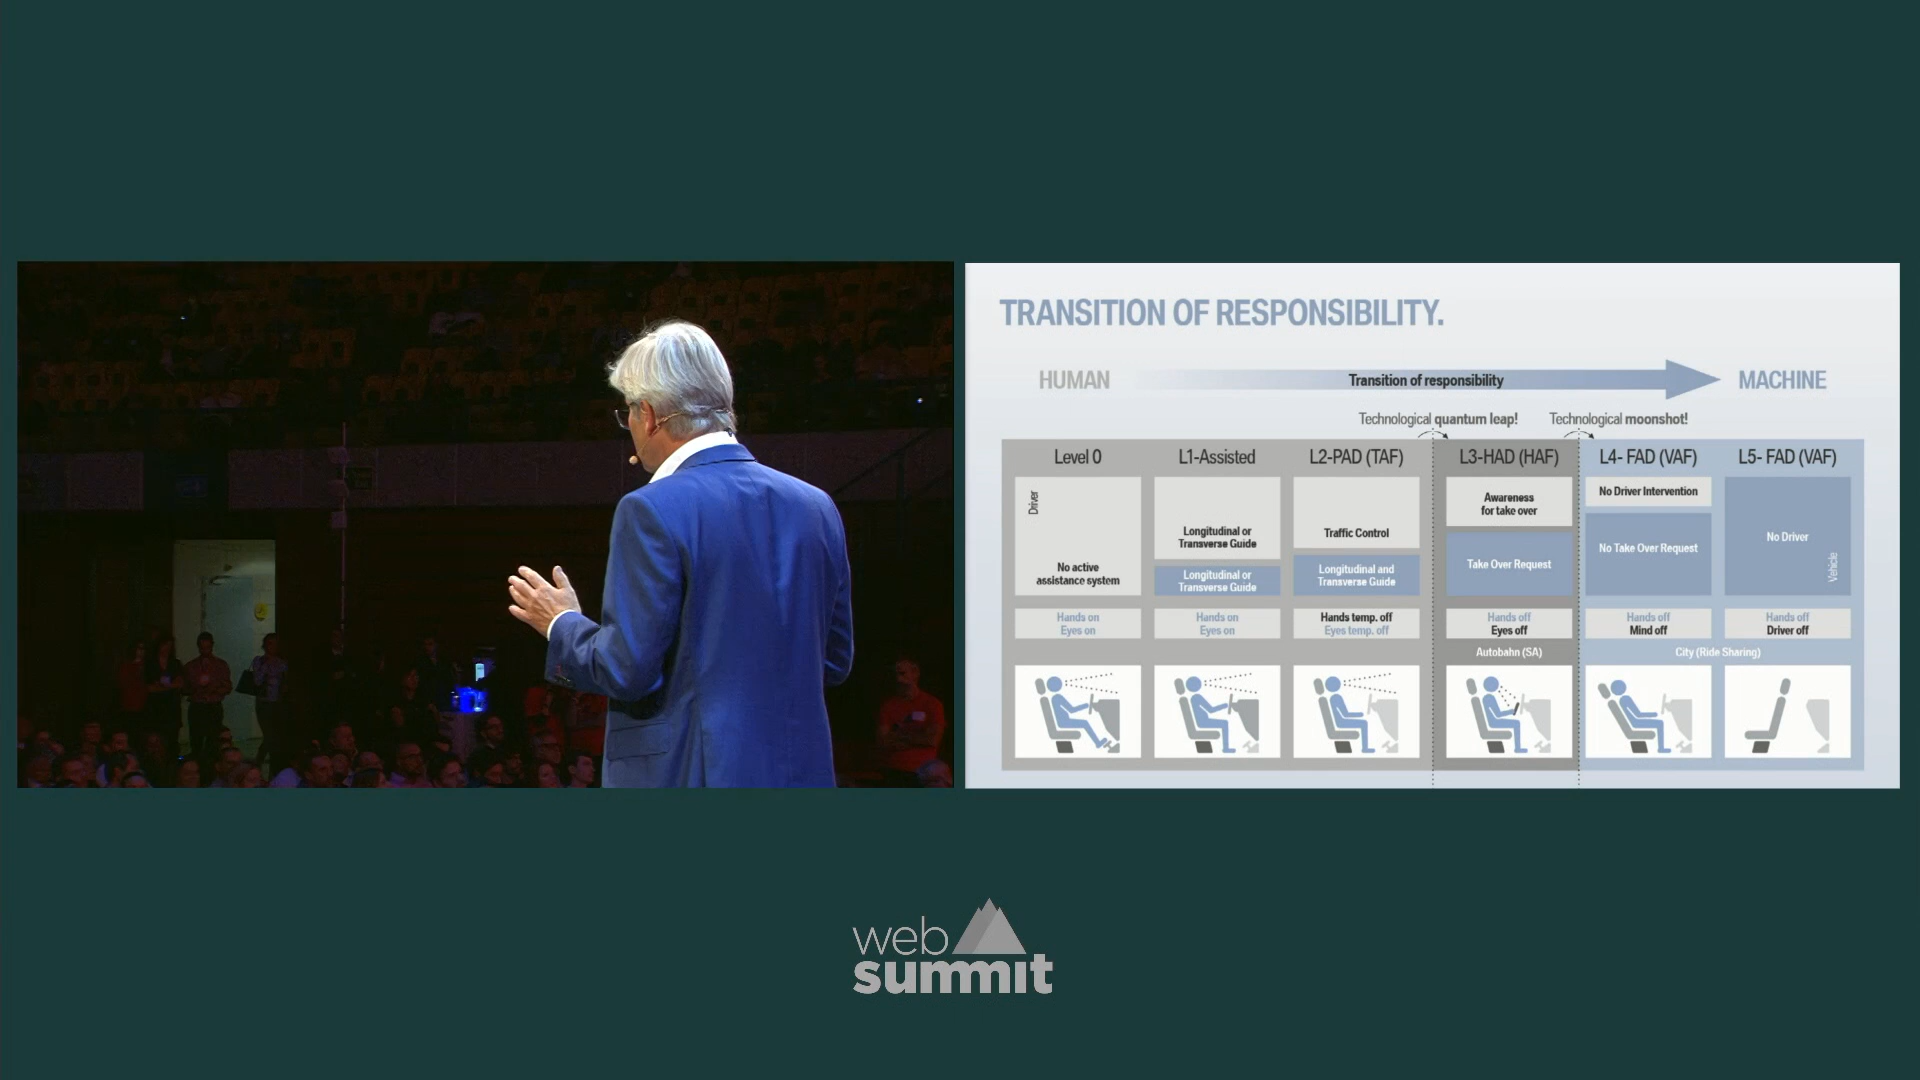 TRANSITION OF RESPONSIBILITY.
HUMAN
Transition of responsibility
MACHINE
Technological quantum leap!
Technological moonshot!
Level 0
L1-Assisted
L2-PAD (TAF)
L3-HAD (HAF)
L4- FAD (VAF)
L5- FAD (VAF)
Driver
No active
assistance system
Longitudinal or
Transverse Guide
Longitudinal or
Transverse Guide
Traffic Control
Longitudinal and
Transverse Guide
Awareness
for take over
Take Over Request
No Driver Intervention
No Take Over Request
No Driver
Vehicle
Hands on
Eyes on
Hands on
Eyes on
Hands temp. off
Eyes temp. off
Hands off
Eyes off
Hands off
Mind off
Hands off
Driver off
Autobahn (SA)
City (Ride Sharing)
web
summit